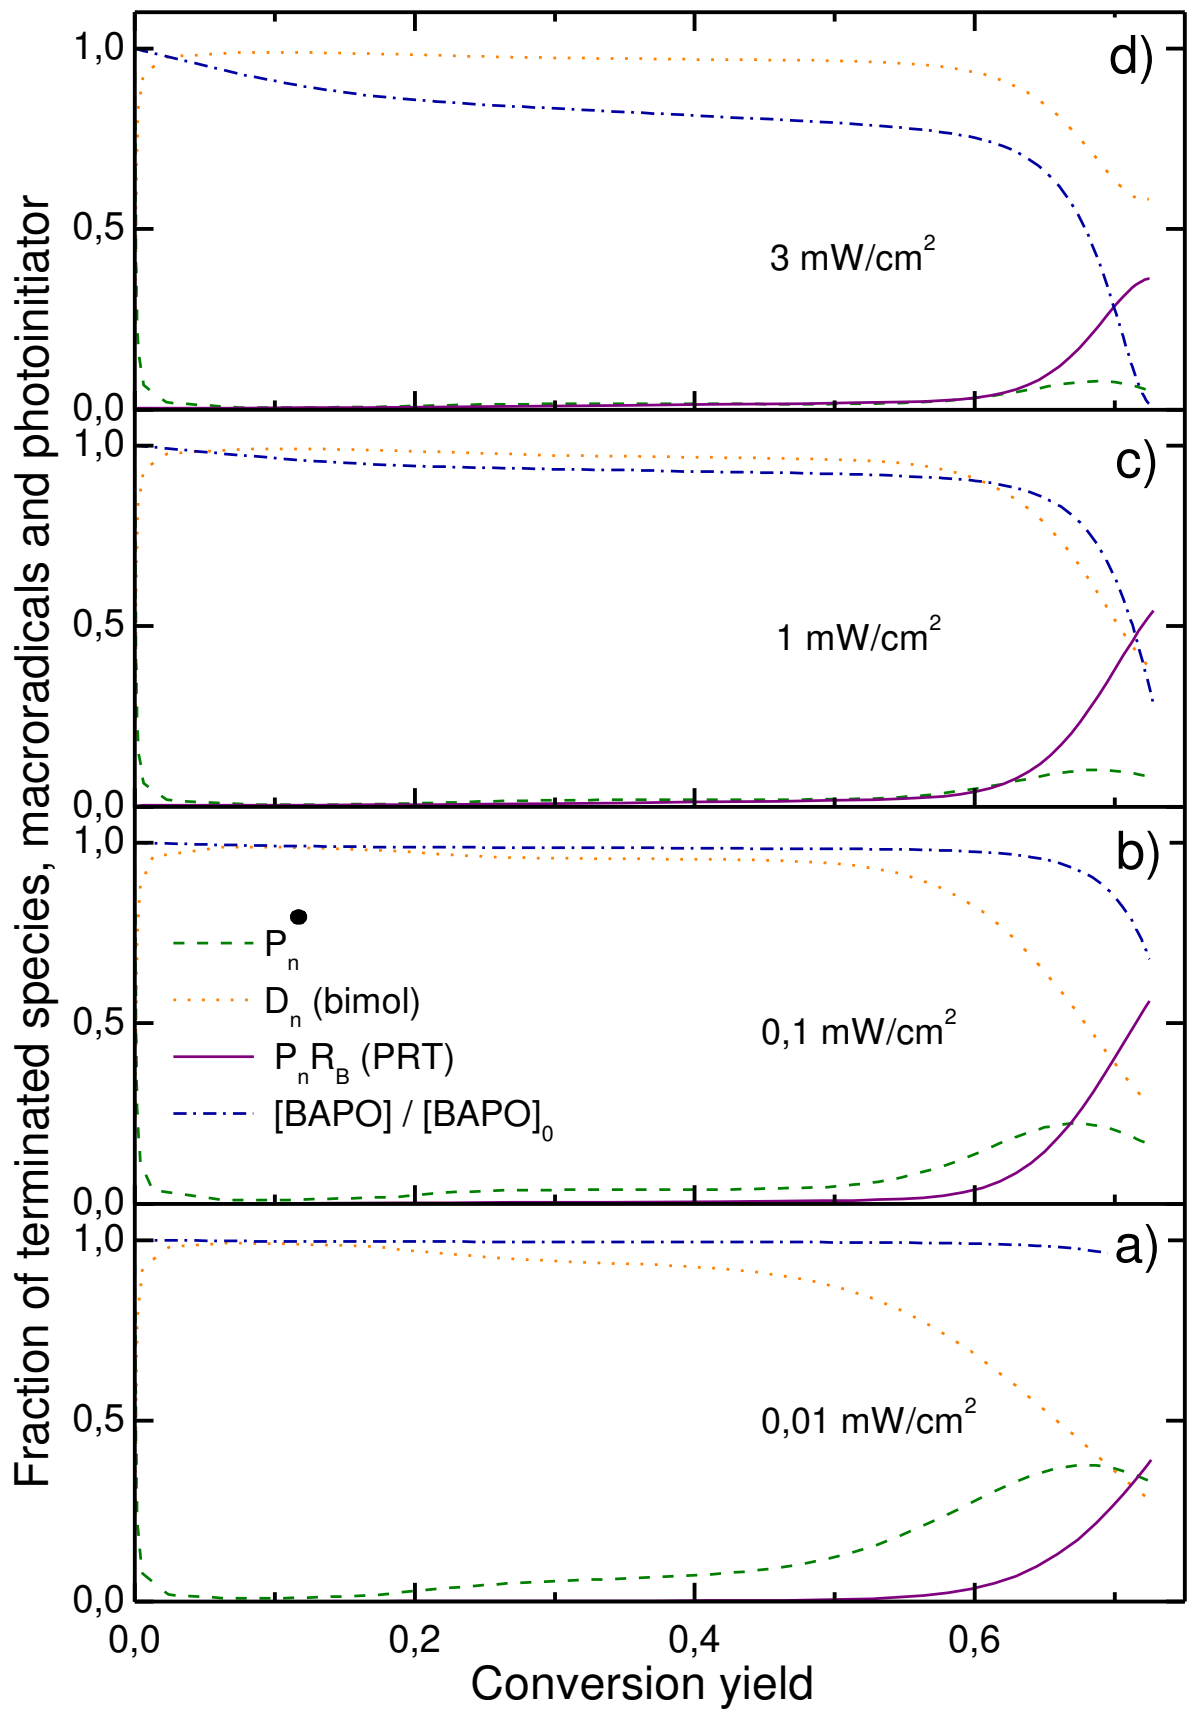 Fraction of terminated species, macroradicals and photoinitiator
1,0
d)
0,5
3 mW/cm²
0,0
1,0
c)
0,5
1 mW/cm²
0,0
1,0
b)
Pₙ●
Dₙ (bimol)
0,5
0,1 mW/cm²
PₙR_B (PRT)
[BAPO] / [BAPO]₀
0,0
1,0
a)
0,5
0,01 mW/cm²
0,0
0,0 0,2 0,4 0,6
Conversion yield